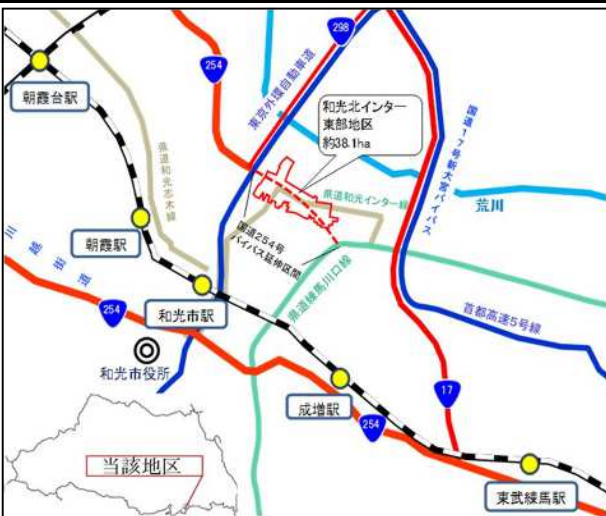 298
254
東京外環自動車道
朝霞台駅
和光北インター
東部地区
約38.1ha
国道17号新大宮バイパス
県道和光志木線
県道和光インター線
荒川
朝霞駅
国道254号
バイパス延伸区間
川越街道
県道練馬川口線
254
和光市駅
首都高速5号線
和光市役所
成増駅
17
254
当該地区
東武練馬駅